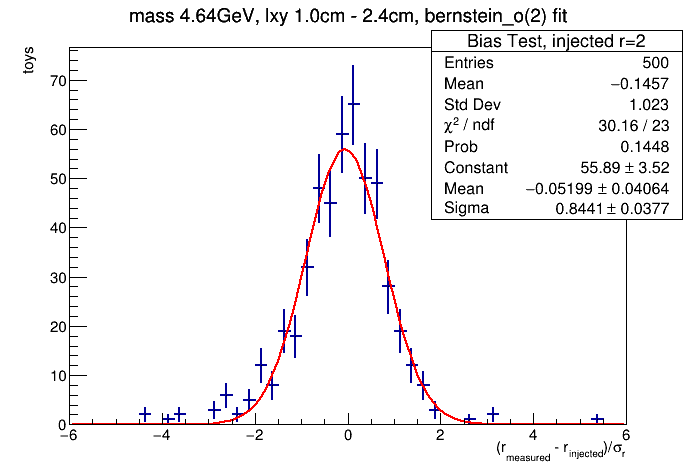 mass 4.64GeV, lxy 1.0cm - 2.4cm, bernstein_o(2) fit
Bias Test, injected r=2
Entries 500
Mean −0.1457
Std Dev 1.023
χ² / ndf 30.16 / 23
Prob 0.1448
Constant 55.89 ± 3.52
Mean −0.05199 ± 0.04064
Sigma 0.8441 ± 0.0377
toys
70
60
50
40
30
20
10
0
−6 −4 −2 0 2 4 6
(r_measured - r_injected)/σ_r